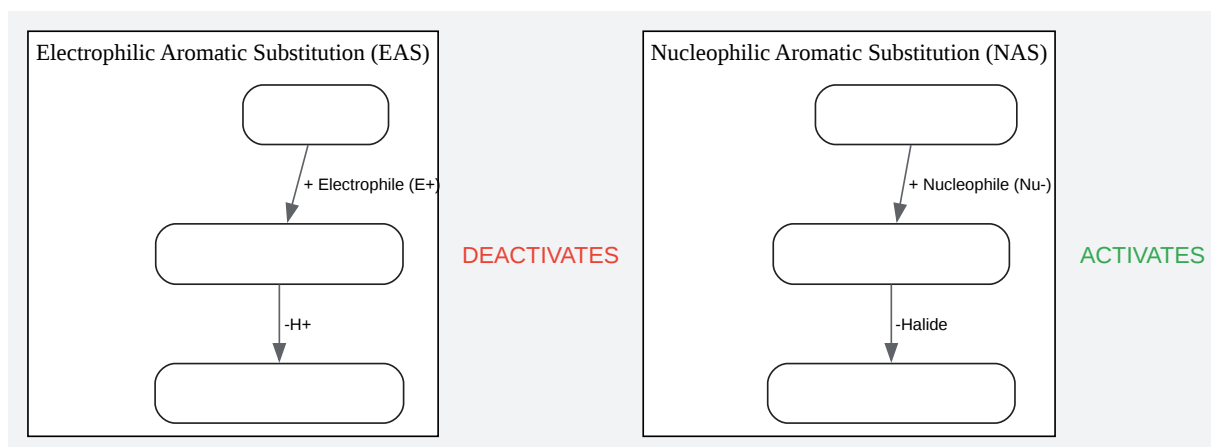 Electrophilic Aromatic Substitution (EAS)
+ Electrophile (E+)
-H+
DEACTIVATES
Nucleophilic Aromatic Substitution (NAS)
+ Nucleophile (Nu-)
-Halide
ACTIVATES